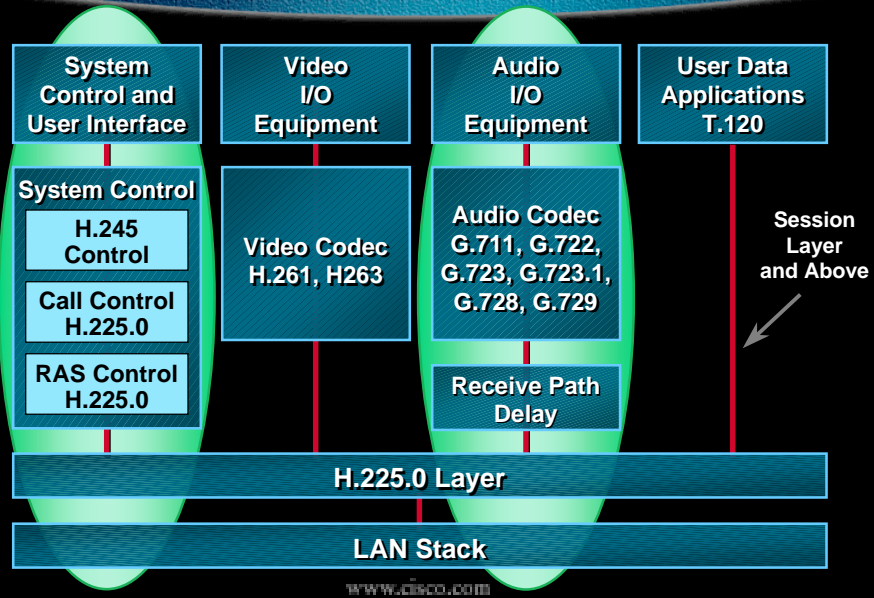 System
Control and
User Interface
Video
I/O
Equipment
Audio
I/O
Equipment
User Data
Applications
T.120
System Control
H.245
Control
Call Control
H.225.0
RAS Control
H.225.0
Video Codec
H.261, H263
Audio Codec
G.711, G.722,
G.723, G.723.1,
G.728, G.729
Receive Path
Delay
Session
Layer
and Above
H.225.0 Layer
LAN Stack
www.cisco.com